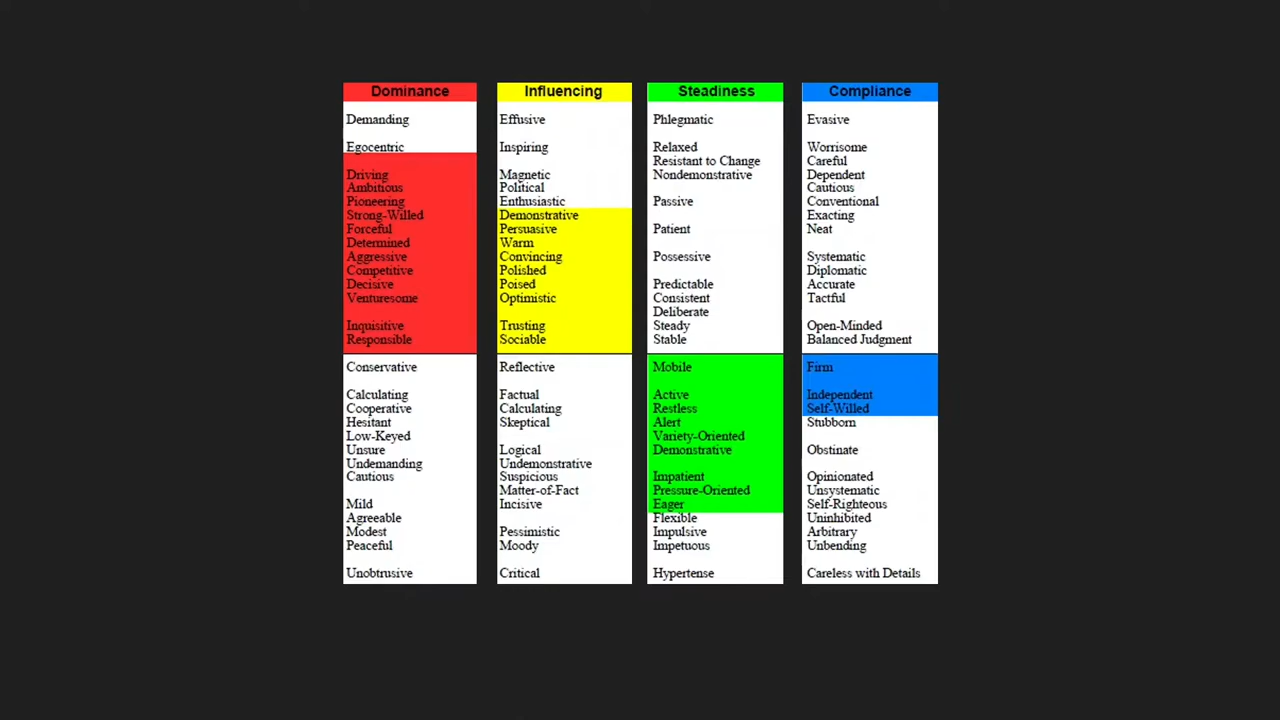 Dominance
Demanding
Egocentric
Driving
Ambitious
Pioneering
Strong-Willed
Forceful
Determined
Aggressive
Competitive
Decisive
Venturesome
Inquisitive
Responsible
Conservative
Calculating
Cooperative
Hesitant
Low-Keyed
Unsure
Undemanding
Cautious
Mild
Agreeable
Modest
Peaceful
Unobtrusive
Influencing
Effusive
Inspiring
Magnetic
Political
Enthusiastic
Demonstrative
Persuasive
Warm
Convincing
Polished
Poised
Optimistic
Trusting
Sociable
Reflective
Factual
Calculating
Skeptical
Logical
Undemonstrative
Suspicious
Matter-of-Fact
Incisive
Pessimistic
Moody
Critical
Steadiness
Phlegmatic
Relaxed
Resistant to Change
Nondemonstrative
Passive
Patient
Possessive
Predictable
Consistent
Deliberate
Steady
Stable
Mobile
Active
Restless
Alert
Variety-Oriented
Demonstrative
Impatient
Pressure-Oriented
Eager
Flexible
Impulsive
Impetuous
Hypertense
Compliance
Evasive
Worrisome
Careful
Dependent
Cautious
Conventional
Exacting
Neat
Systematic
Diplomatic
Accurate
Tactful
Open-Minded
Balanced Judgment
Firm
Independent
Self-Willed
Stubborn
Obstinate
Opinionated
Unsystematic
Self-Righteous
Uninhibited
Arbitrary
Unbending
Careless with Details